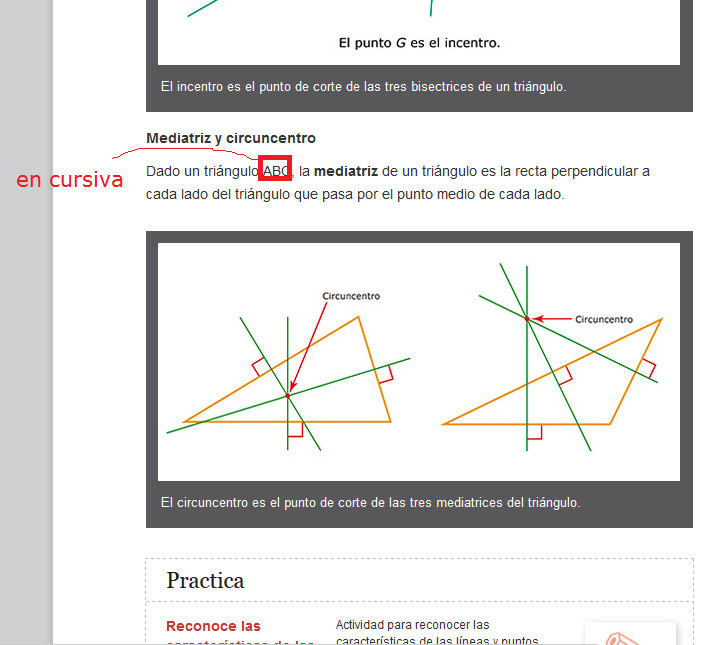 El punto G es el incentro.
El incentro es el punto de corte de las tres bisectrices de un triángulo.
Mediatriz y circuncentro
en cursiva
Dado un triángulo ABC, la mediatriz de un triángulo es la recta perpendicular a
cada lado del triángulo que pasa por el punto medio de cada lado.
Circuncentro
Circuncentro
El circuncentro es el punto de corte de las tres mediatrices del triángulo.
Practica
Reconoce las
características de las
Actividad para reconocer las
características de las líneas y puntos